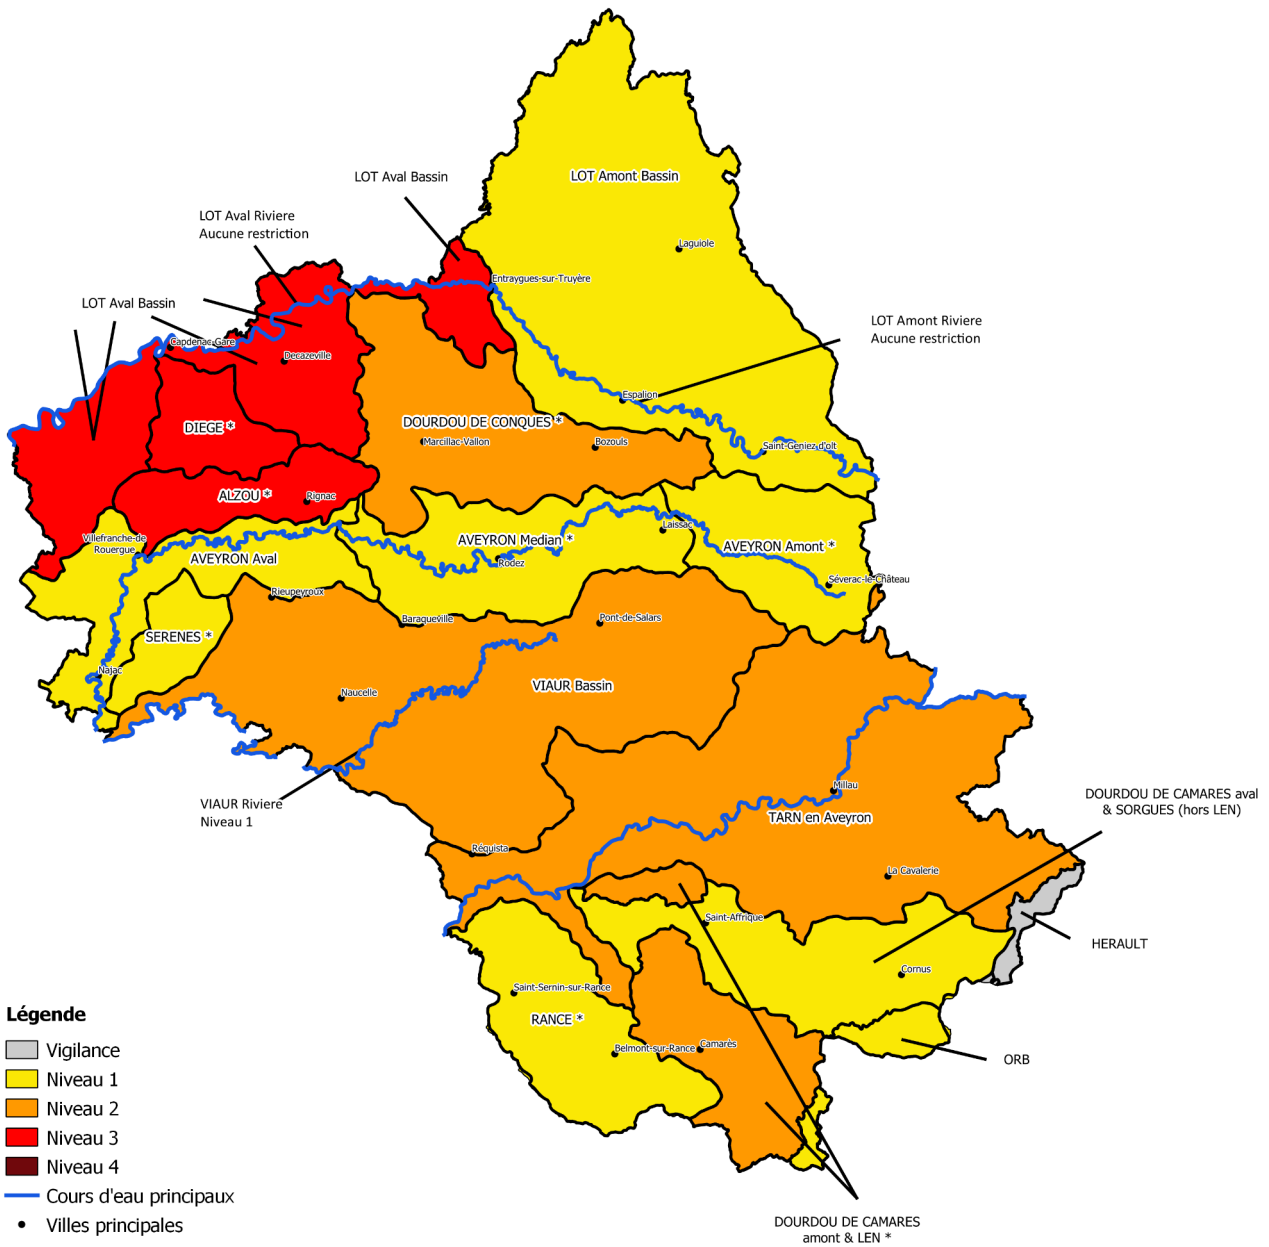 LOT Amont Bassin
LOT Aval Bassin
LOT Aval Riviere
Aucune restriction
Laguiole
Entraygues-sur-Truyère
LOT Aval Bassin
LOT Amont Riviere
Aucune restriction
Capdenac-Gare
Decazeville
Espalion
DIEGE *
DOURDOU DE CONQUES *
Marcillac-Vallon
Bozouls
Saint-Geniez-d'olt
ALZOU *
Rignac
Villefranche-de
Rouergue
AVEYRON Aval
AVEYRON Median *
Laissac
AVEYRON Amont *
Rodez
Séverac-le-Château
Rieupeyroux
Baraqueville
Pont-de-Salars
SERENES *
Najac
Naucelle
VIAUR Bassin
VIAUR Riviere
Niveau 1
Millau
TARN en Aveyron
DOURDOU DE CAMARES aval
& SORGUES (hors LEN)
Réquista
La Cavalerie
Saint-Affrique
HERAULT
Cornus
Saint-Sernin-sur-Rance
RANCE *
Belmont-sur-Rance
Camarès
ORB
DOURDOU DE CAMARES
amont & LEN *
Légende
Vigilance
Niveau 1
Niveau 2
Niveau 3
Niveau 4
Cours d'eau principaux
Villes principales